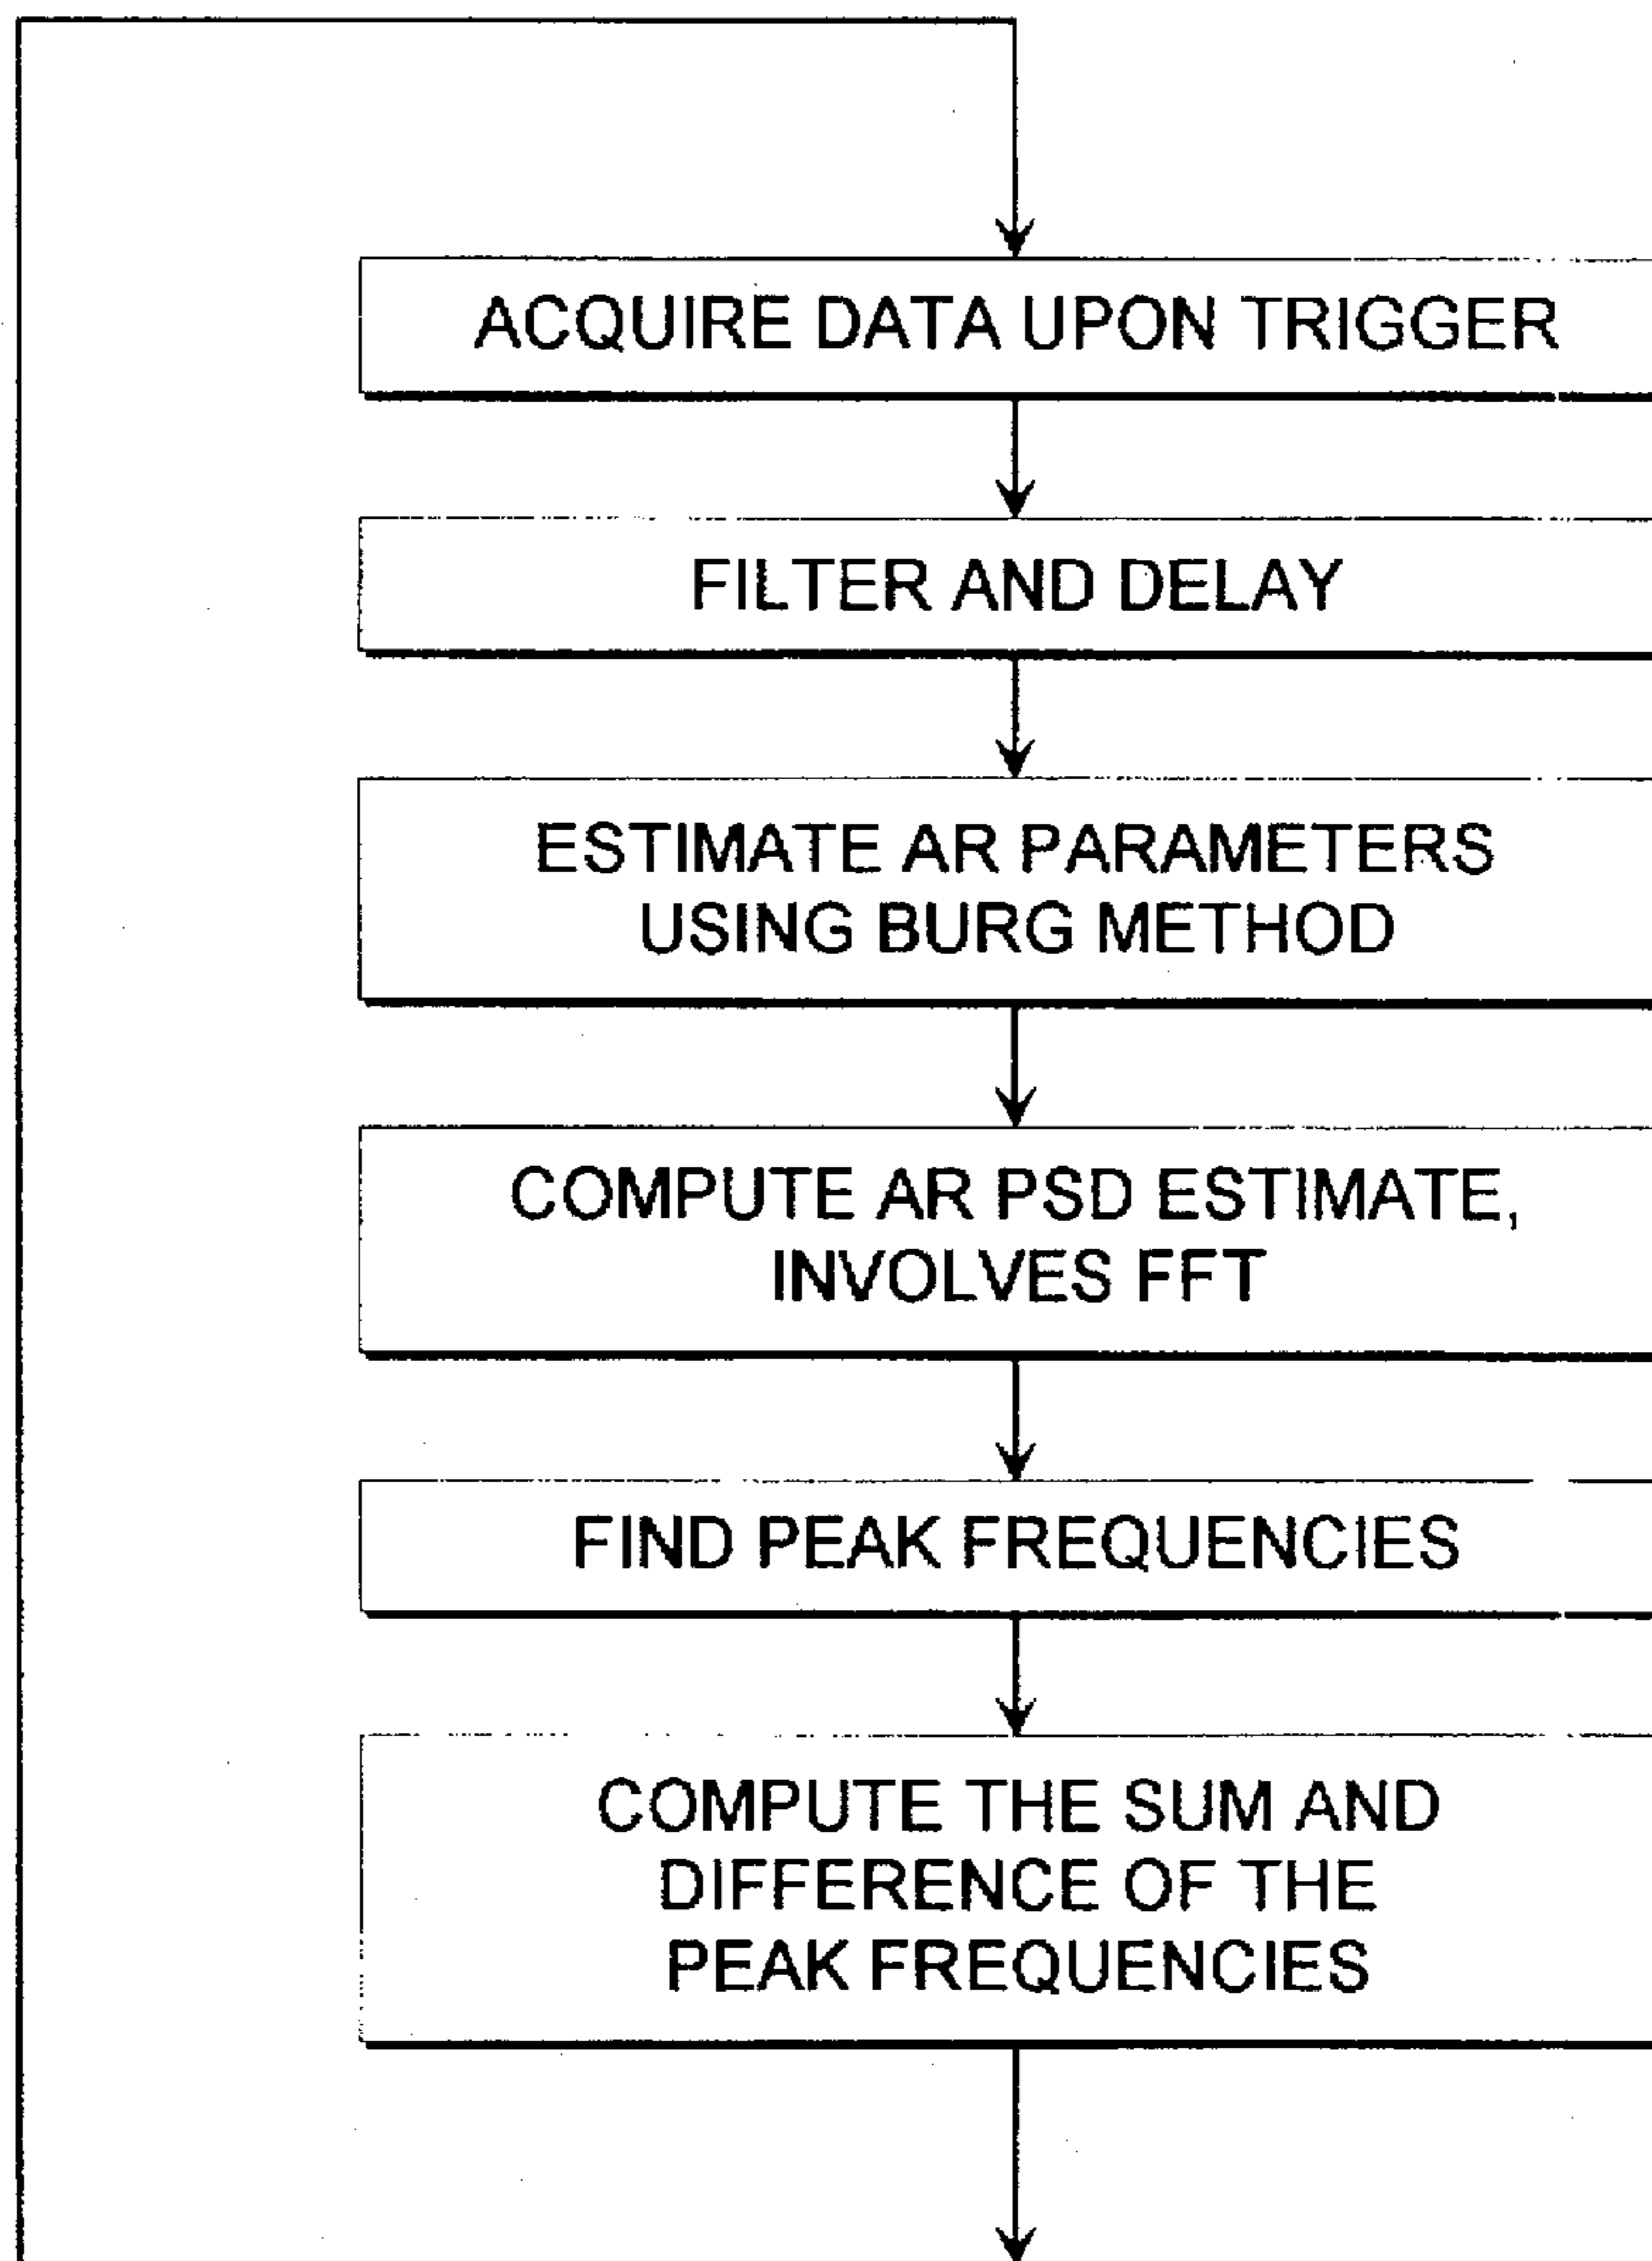 ACQUIRE DATA UPON TRIGGER
FILTER AND DELAY
ESTIMATE AR PARAMETERS
USING BURG METHOD
COMPUTE AR PSD ESTIMATE,
INVOLVES FFT
FIND PEAK FREQUENCIES
COMPUTE THE SUM AND
DIFFERENCE OF THE
PEAK FREQUENCIES